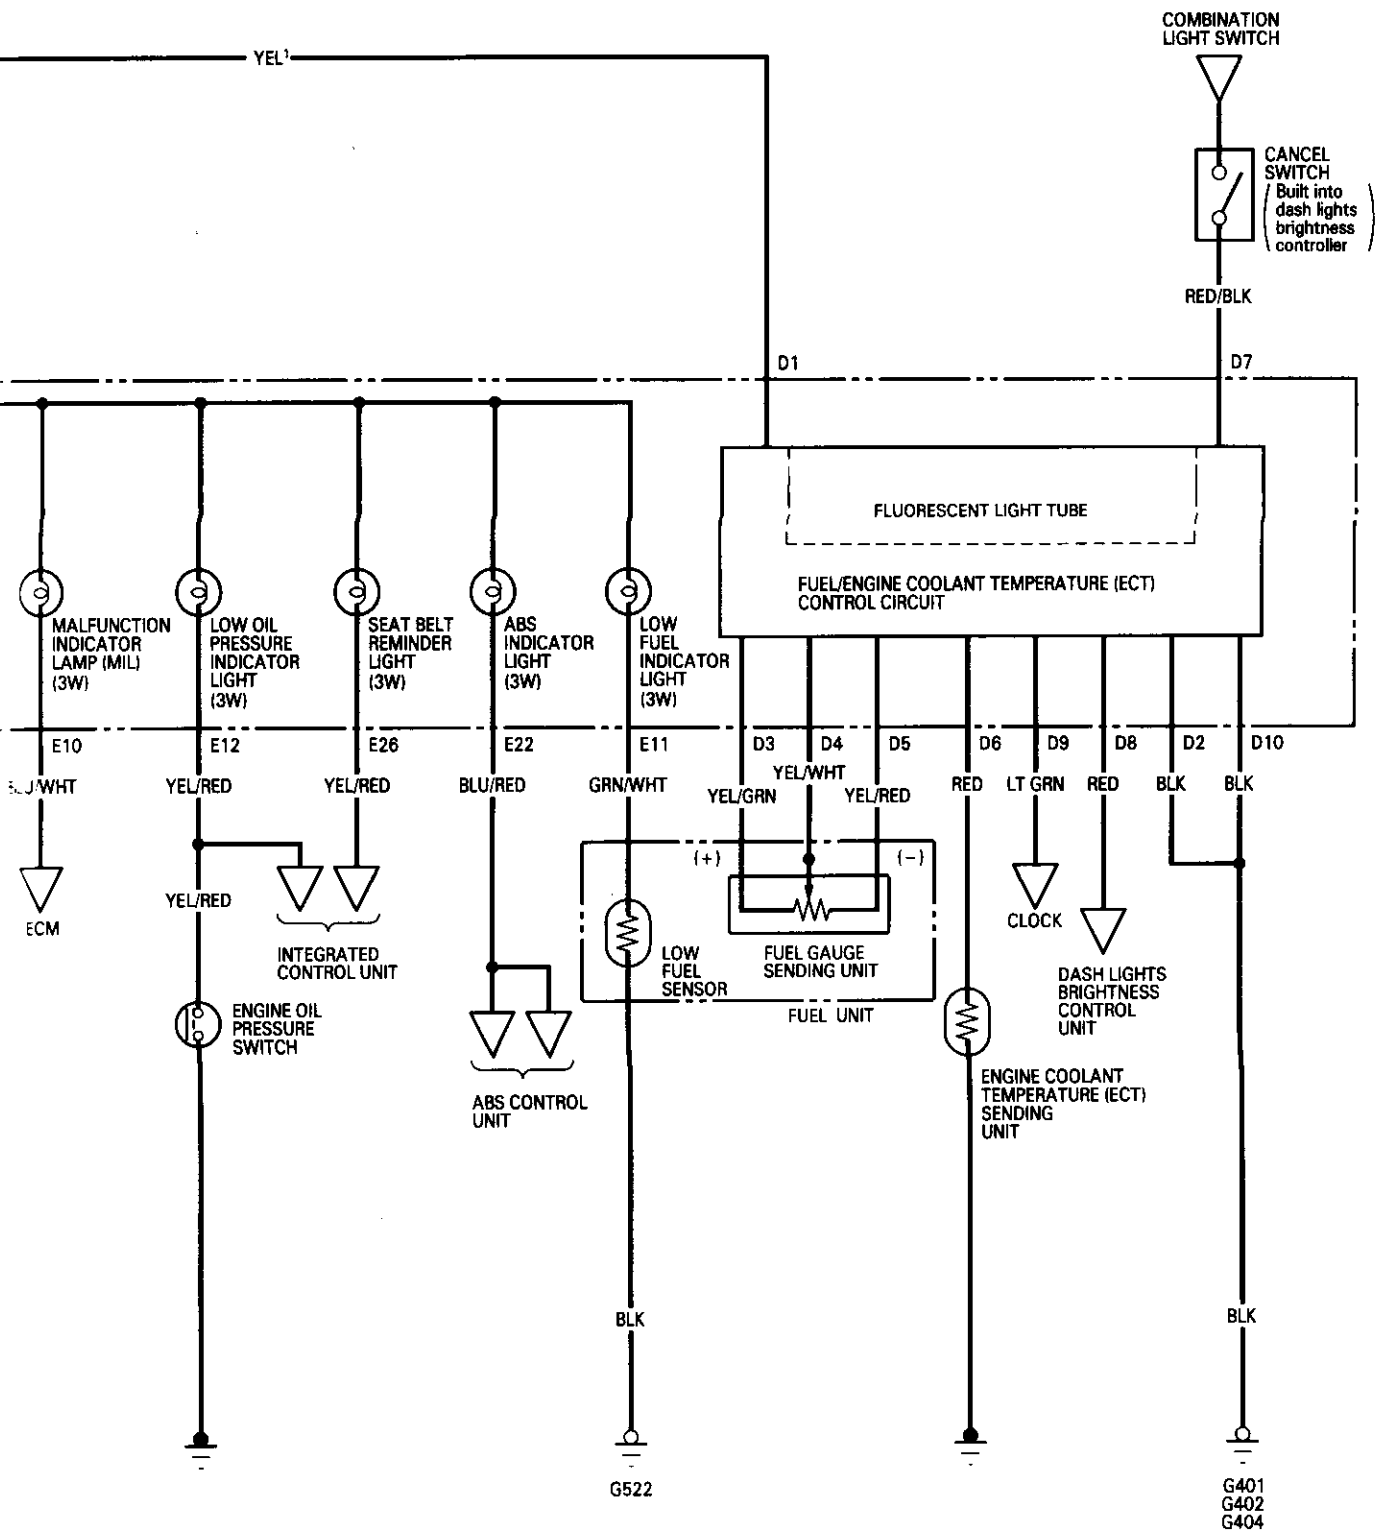 COMBINATION
LIGHT SWITCH
YEL¹
CANCEL
SWITCH
( Built into
dash lights
brightness
controller )
RED/BLK
D1
D7
FLUORESCENT LIGHT TUBE
FUEL/ENGINE COOLANT TEMPERATURE (ECT)
CONTROL CIRCUIT
MALFUNCTION
INDICATOR
LAMP (MIL)
(3W)
LOW OIL
PRESSURE
INDICATOR
LIGHT
(3W)
SEAT BELT
REMINDER
LIGHT
(3W)
ABS
INDICATOR
LIGHT
(3W)
LOW
FUEL
INDICATOR
LIGHT
(3W)
E10
E12
E26
E22
E11
D3
D4
D5
D6
D9
D8
D2
D10
/WHT
YEL/RED
YEL/RED
BLU/RED
GRN/WHT
YEL/GRN
YEL/WHT
YEL/RED
RED
LT GRN
RED
BLK
BLK
(+)
(−)
YEL/RED
ECM
INTEGRATED
CONTROL UNIT
LOW
FUEL
SENSOR
FUEL GAUGE
SENDING UNIT
FUEL UNIT
CLOCK
DASH LIGHTS
BRIGHTNESS
CONTROL
UNIT
ENGINE OIL
PRESSURE
SWITCH
ABS CONTROL
UNIT
ENGINE COOLANT
TEMPERATURE (ECT)
SENDING
UNIT
BLK
BLK
G522
G401
G402
G404